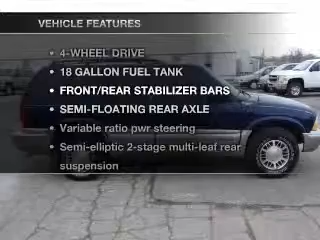 VEHICLE FEATURES
• 4-WHEEL DRIVE
• 18 GALLON FUEL TANK
• FRONT/REAR STABILIZER BARS
• SEMI-FLOATING REAR AXLE
• Variable ratio pwr steering
• Semi-elliptic 2-stage multi-leaf rear
suspension